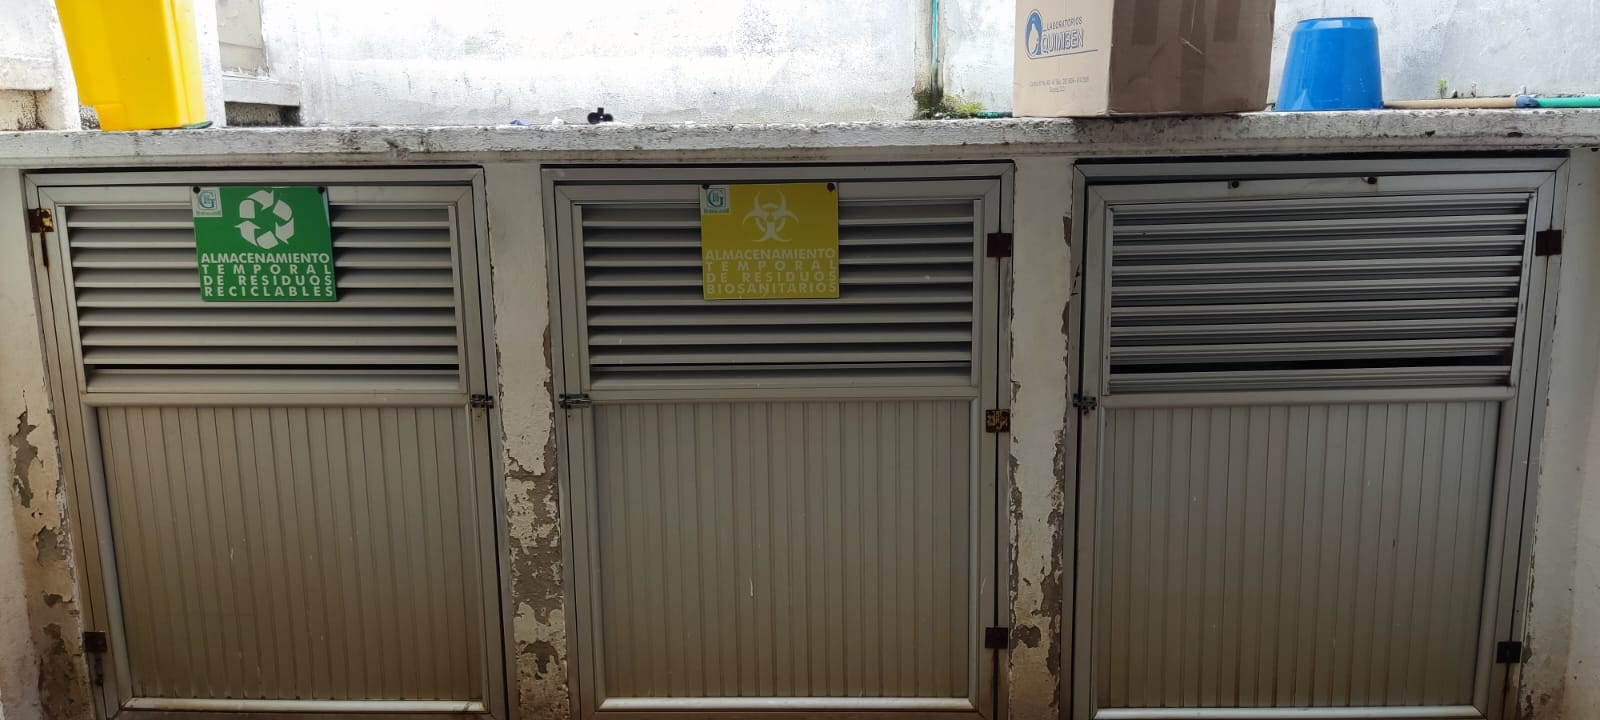 LABORATORIOS
QUIMBEN
ALMACENAMIENTO
TEMPORAL
DE RESIDUOS
RECICLABLES
ALMACENAMIENTO
TEMPORAL
DE RESIDUOS
BIOSANITARIOS